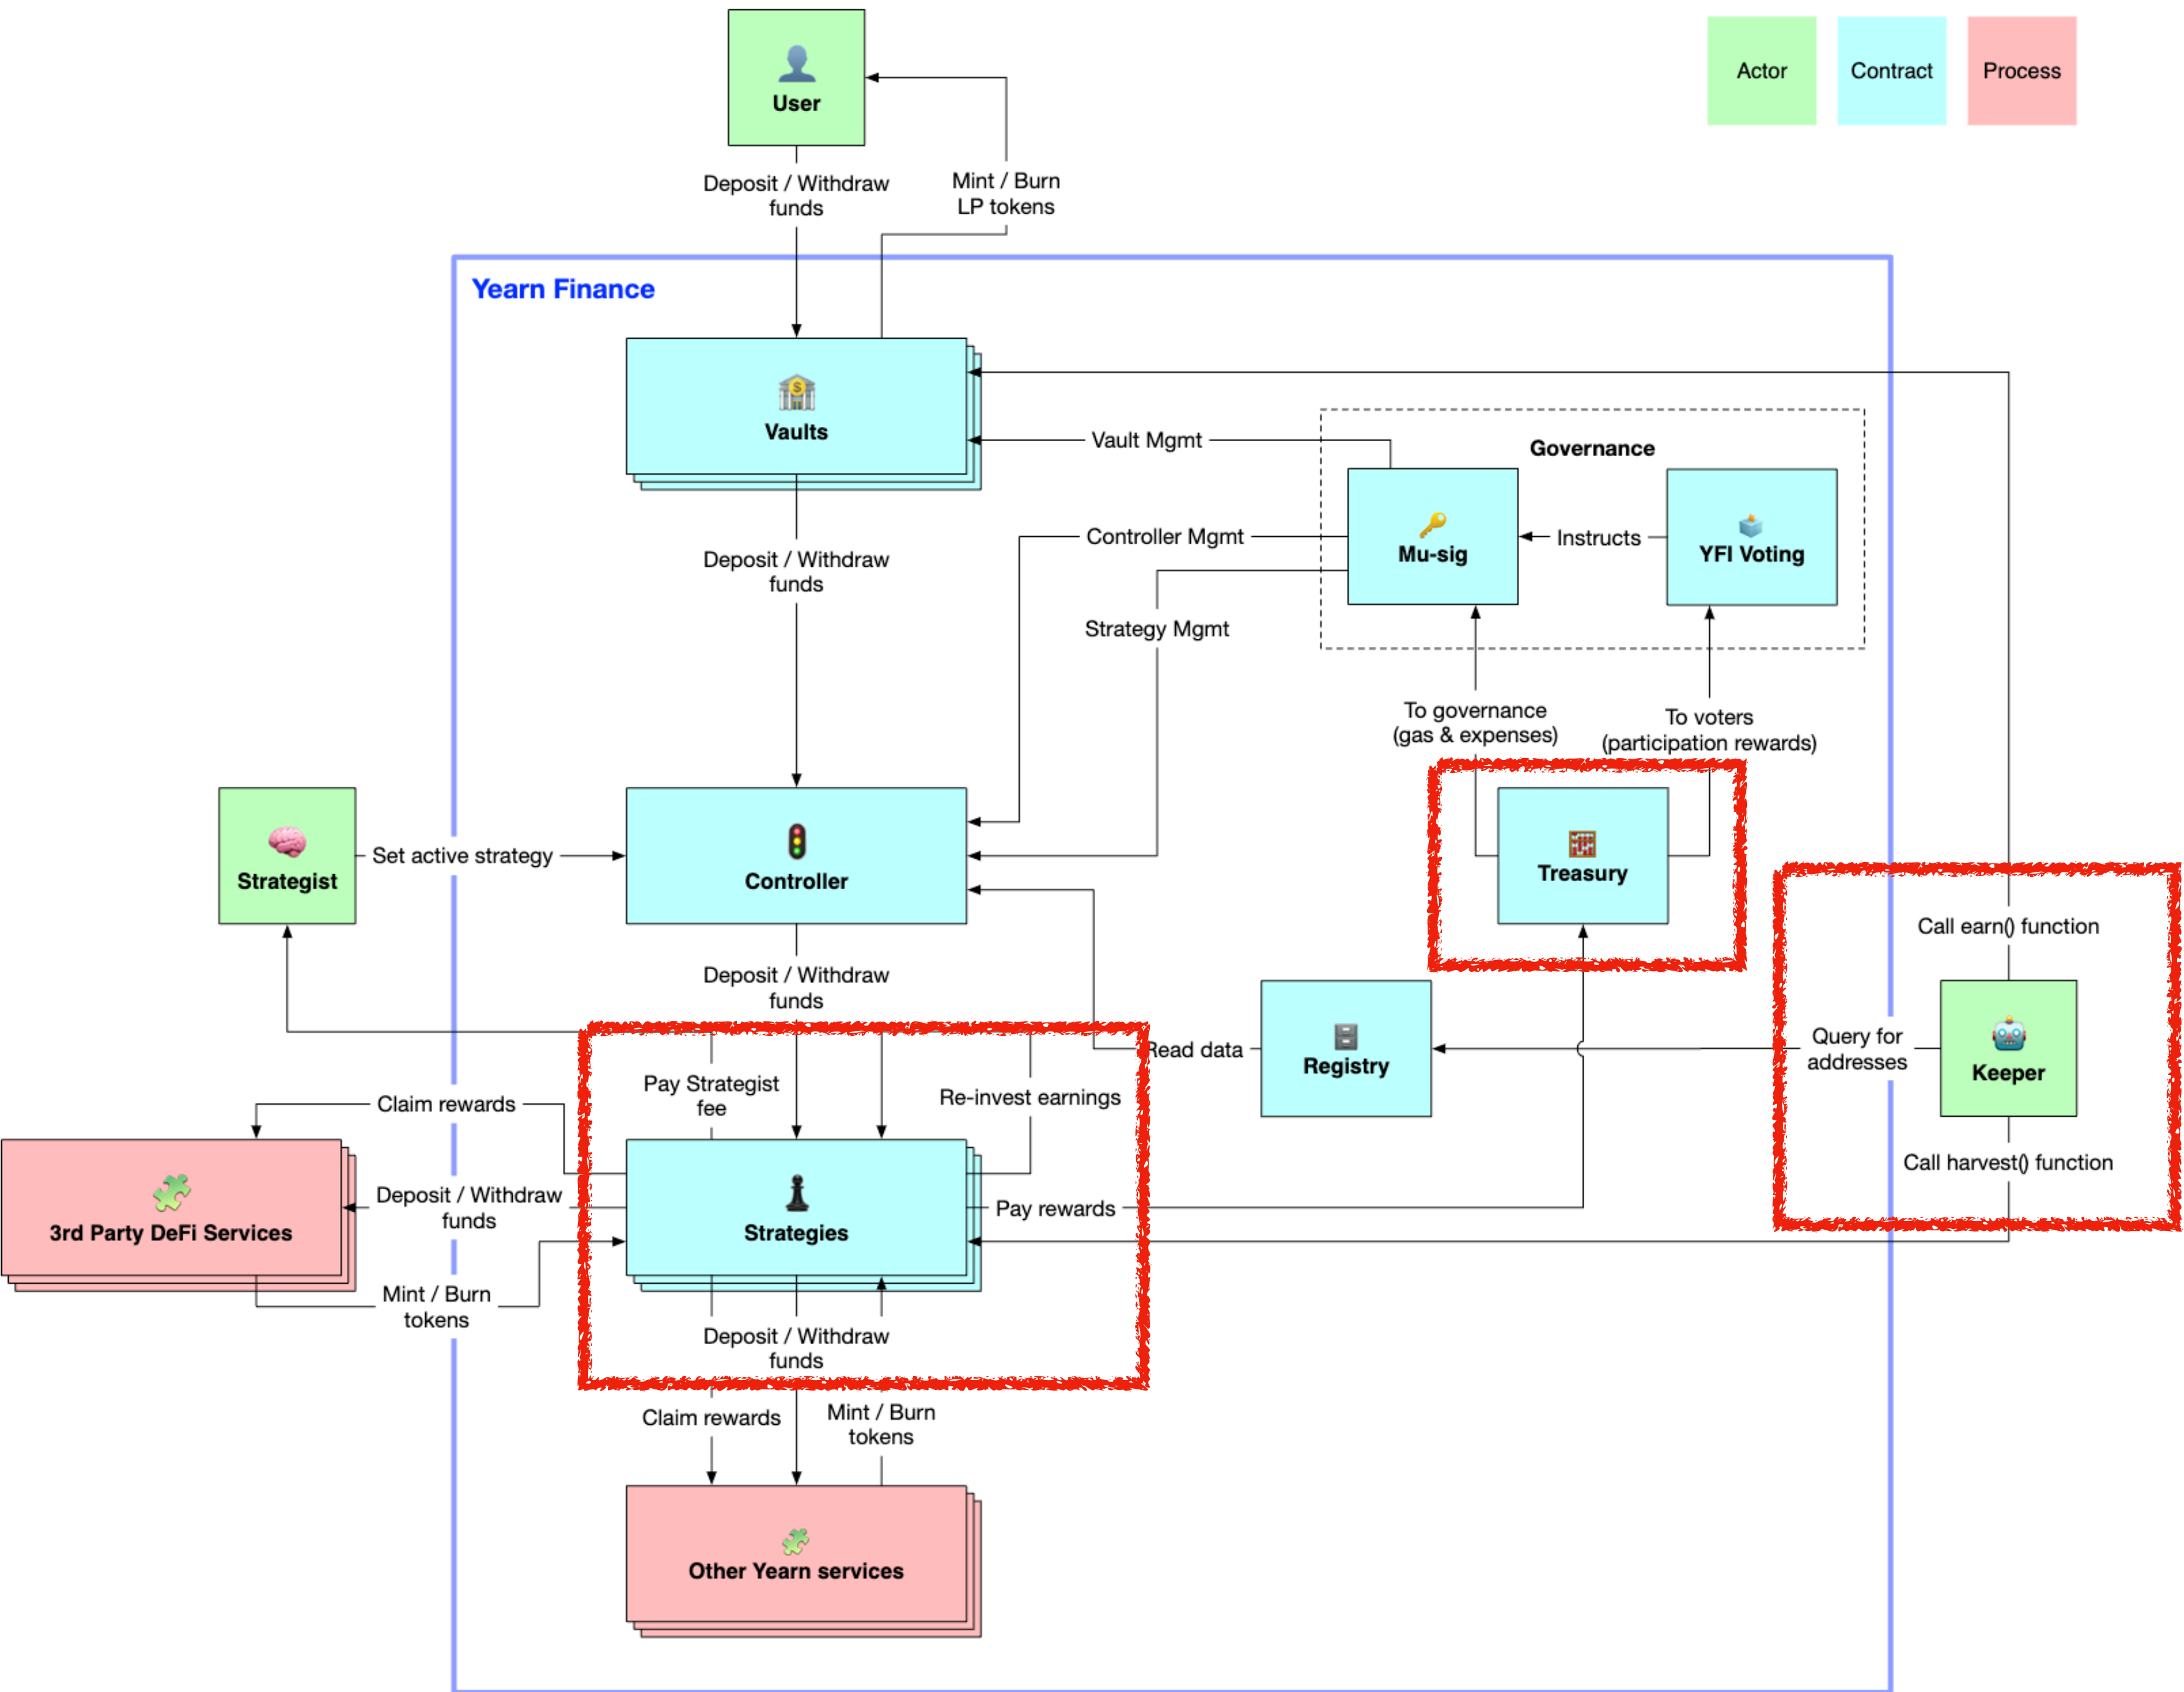 Actor
Contract
Process
User
Deposit / Withdraw
funds
Mint / Burn
LP tokens
Yearn Finance
Vaults
Vault Mgmt
Governance
Mu-sig
Instructs
YFI Voting
Controller Mgmt
Deposit / Withdraw
funds
Strategy Mgmt
To governance
(gas & expenses)
To voters
(participation rewards)
Strategist
Set active strategy
Controller
Treasury
Call earn() function
Deposit / Withdraw
funds
Read data
Registry
Query for
addresses
Keeper
Pay Strategist
fee
Re-invest earnings
Claim rewards
Call harvest() function
3rd Party DeFi Services
Deposit / Withdraw
funds
Strategies
Pay rewards
Mint / Burn
tokens
Deposit / Withdraw
funds
Claim rewards
Mint / Burn
tokens
Other Yearn services